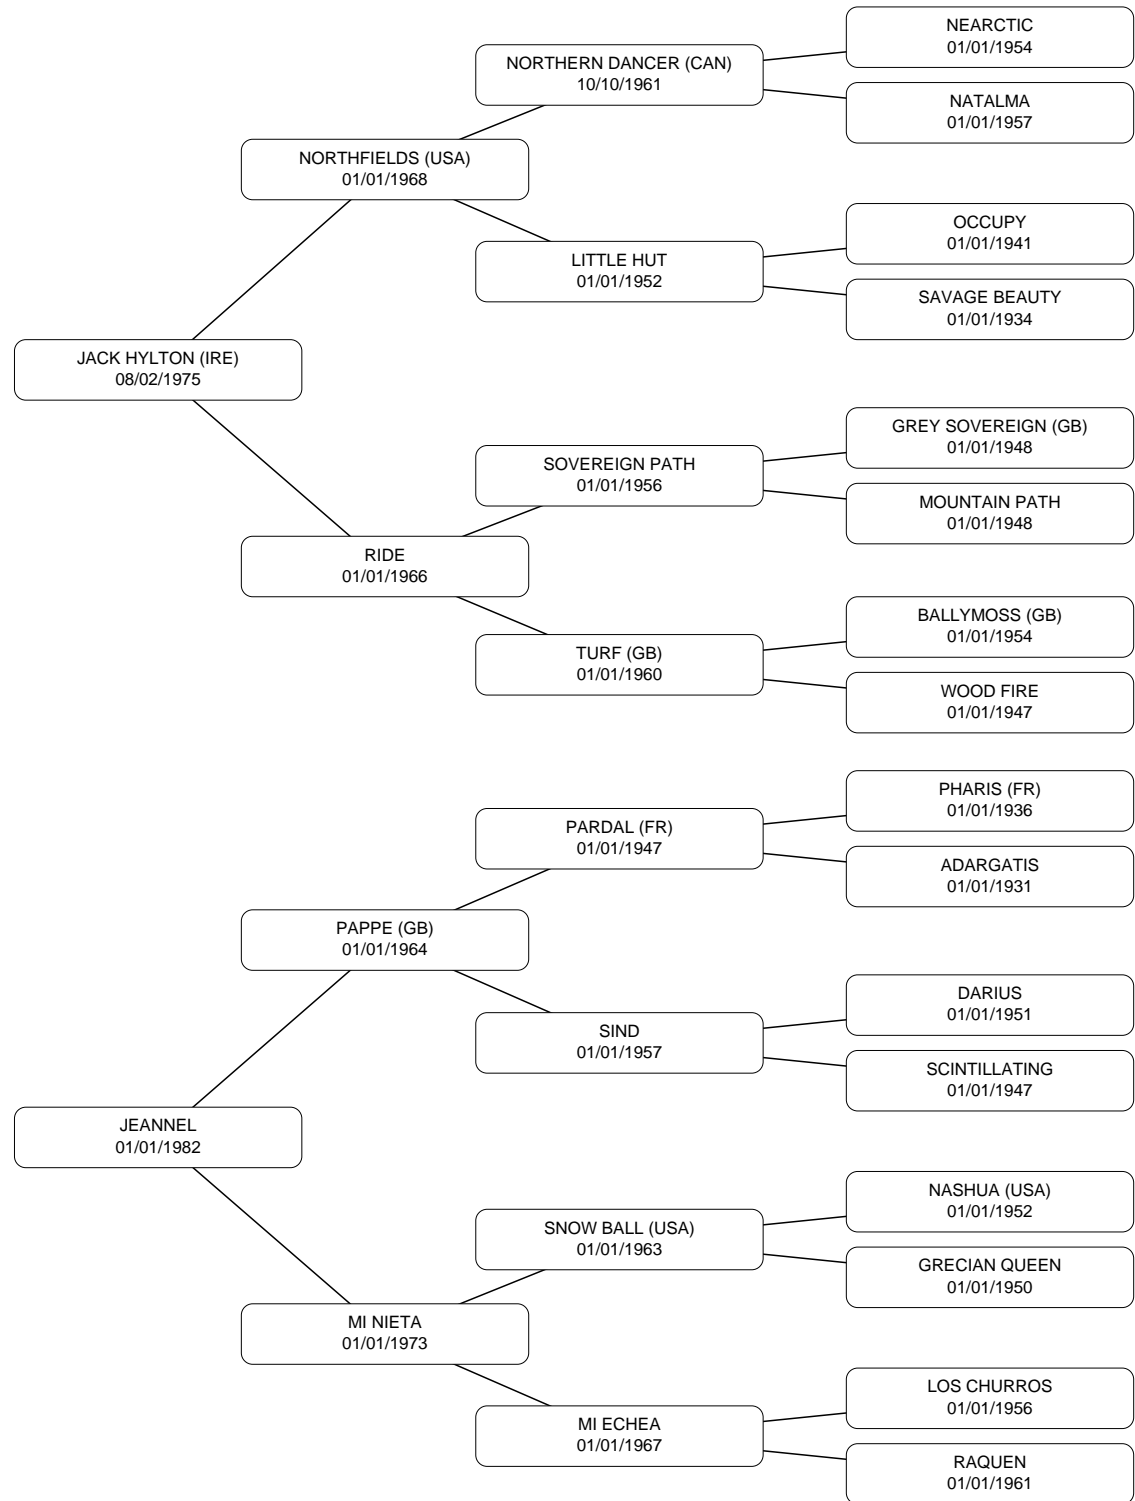 NEARCTIC
01/01/1954
NORTHERN DANCER (CAN)
10/10/1961
NATALMA
01/01/1957
NORTHFIELDS (USA)
01/01/1968
OCCUPY
01/01/1941
LITTLE HUT
01/01/1952
SAVAGE BEAUTY
01/01/1934
JACK HYLTON (IRE)
08/02/1975
GREY SOVEREIGN (GB)
01/01/1948
SOVEREIGN PATH
01/01/1956
MOUNTAIN PATH
01/01/1948
RIDE
01/01/1966
BALLYMOSS (GB)
01/01/1954
TURF (GB)
01/01/1960
WOOD FIRE
01/01/1947
PHARIS (FR)
01/01/1936
PARDAL (FR)
01/01/1947
ADARGATIS
01/01/1931
PAPPE (GB)
01/01/1964
DARIUS
01/01/1951
SIND
01/01/1957
SCINTILLATING
01/01/1947
JEANNEL
01/01/1982
NASHUA (USA)
01/01/1952
SNOW BALL (USA)
01/01/1963
GRECIAN QUEEN
01/01/1950
MI NIETA
01/01/1973
LOS CHURROS
01/01/1956
MI ECHEA
01/01/1967
RAQUEN
01/01/1961